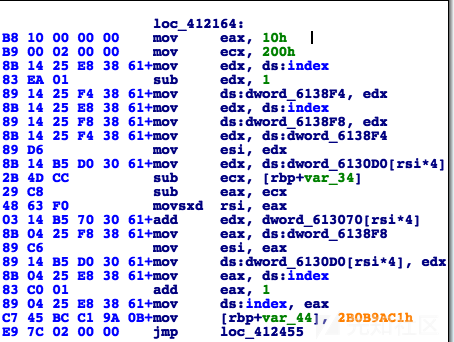 loc_412164:
B8 10 00 00 00 mov eax, 10h
B9 00 02 00 00 mov ecx, 200h
8B 14 25 E8 38 61+mov edx, ds:index
83 EA 01 sub edx, 1
89 14 25 F4 38 61+mov ds:dword_6138F4, edx
8B 14 25 E8 38 61+mov edx, ds:index
89 14 25 F8 38 61+mov ds:dword_6138F8, edx
8B 14 25 F4 38 61+mov edx, ds:dword_6138F4
89 D6 mov esi, edx
8B 14 B5 D0 30 61+mov edx, ds:dword_6130D0[rsi*4]
2B 4D CC sub ecx, [rbp+var_34]
29 C8 sub eax, ecx
48 63 F0 movsxd rsi, eax
03 14 B5 70 30 61+add edx, dword_613070[rsi*4]
8B 04 25 F8 38 61+mov eax, ds:dword_6138F8
89 C6 mov esi, eax
89 14 B5 D0 30 61+mov ds:dword_6130D0[rsi*4], edx
8B 04 25 E8 38 61+mov eax, ds:index
83 C0 01 add eax, 1
89 04 25 E8 38 61+mov ds:index, eax
C7 45 BC C1 9A 0B+mov [rbp+var_44], 2B0B9AC1h
E9 7C 02 00 00 jmp loc_412455